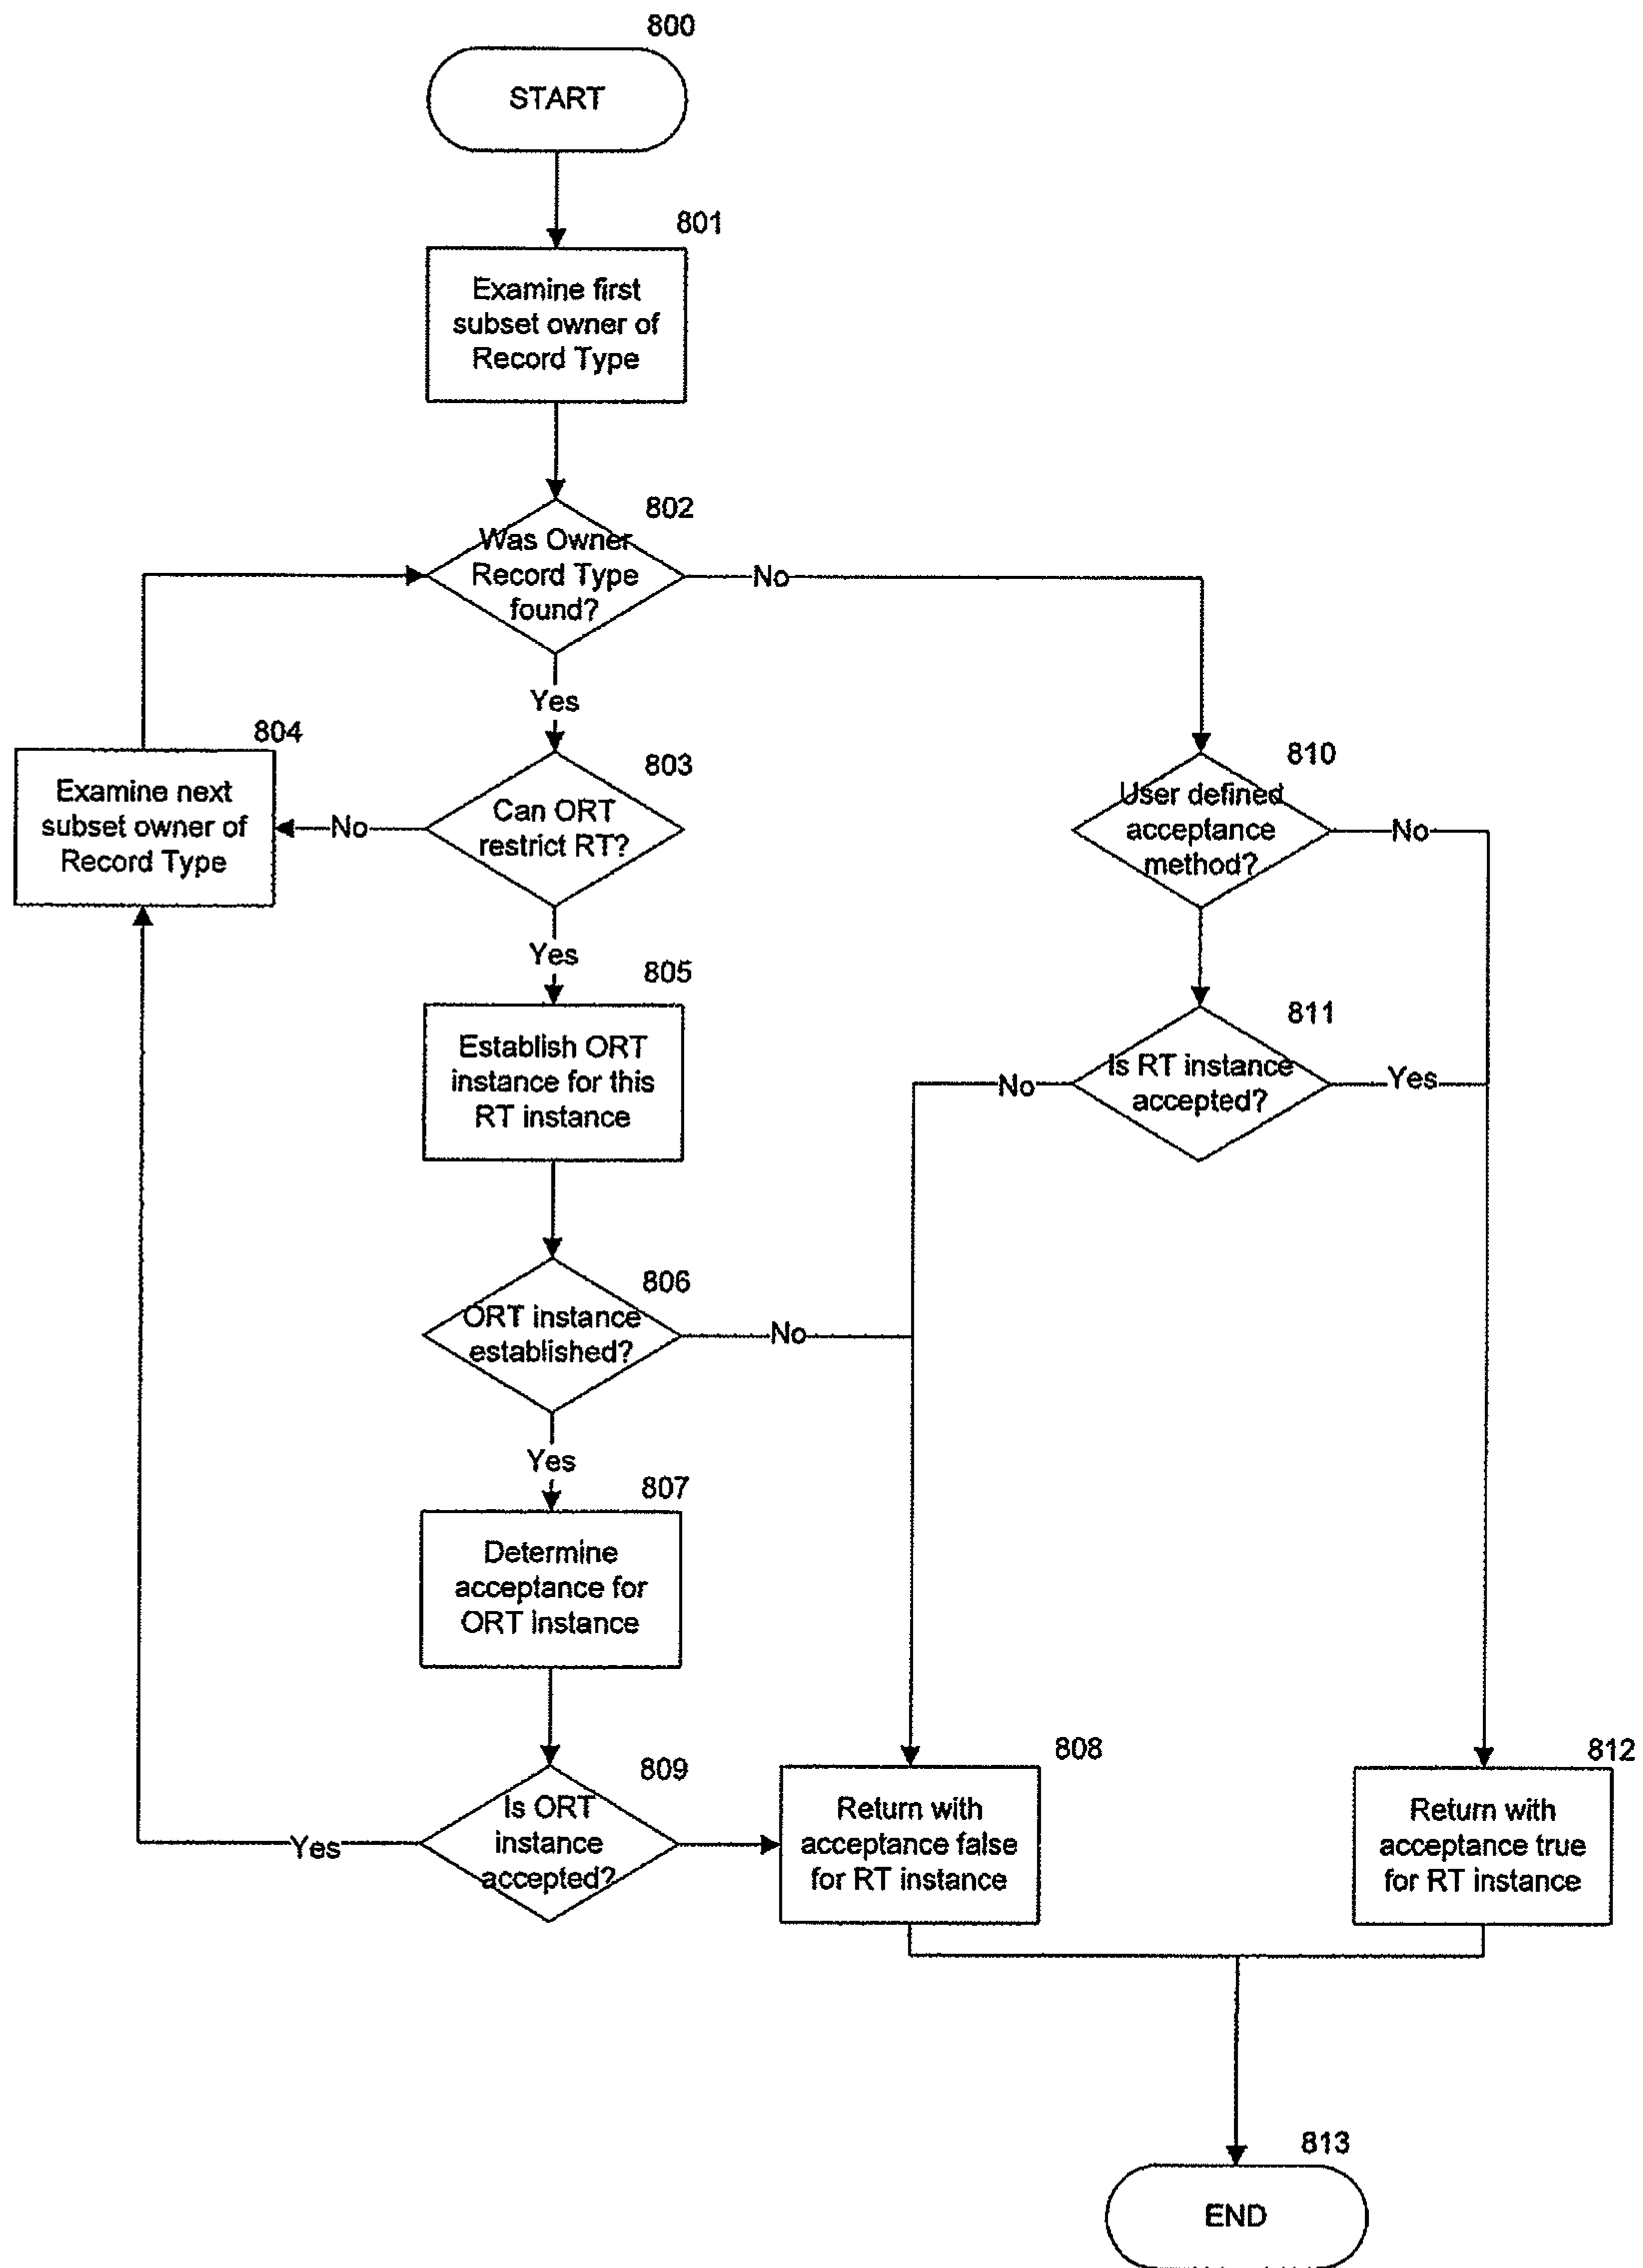 800
START
801
Examine first
subset owner of
Record Type
802
Was Owner
Record Type
found?
No
Yes
804
Examine next
subset owner of
Record Type
803
Can ORT
restrict RT?
No
Yes
810
User defined
acceptance
method?
No
805
Establish ORT
instance for this
RT instance
811
Is RT instance
accepted?
No
Yes
806
ORT instance
established?
No
Yes
807
Determine
acceptance for
ORT instance
809
Is ORT
instance
accepted?
Yes
808
Return with
acceptance false
for RT instance
812
Return with
acceptance true
for RT instance
813
END